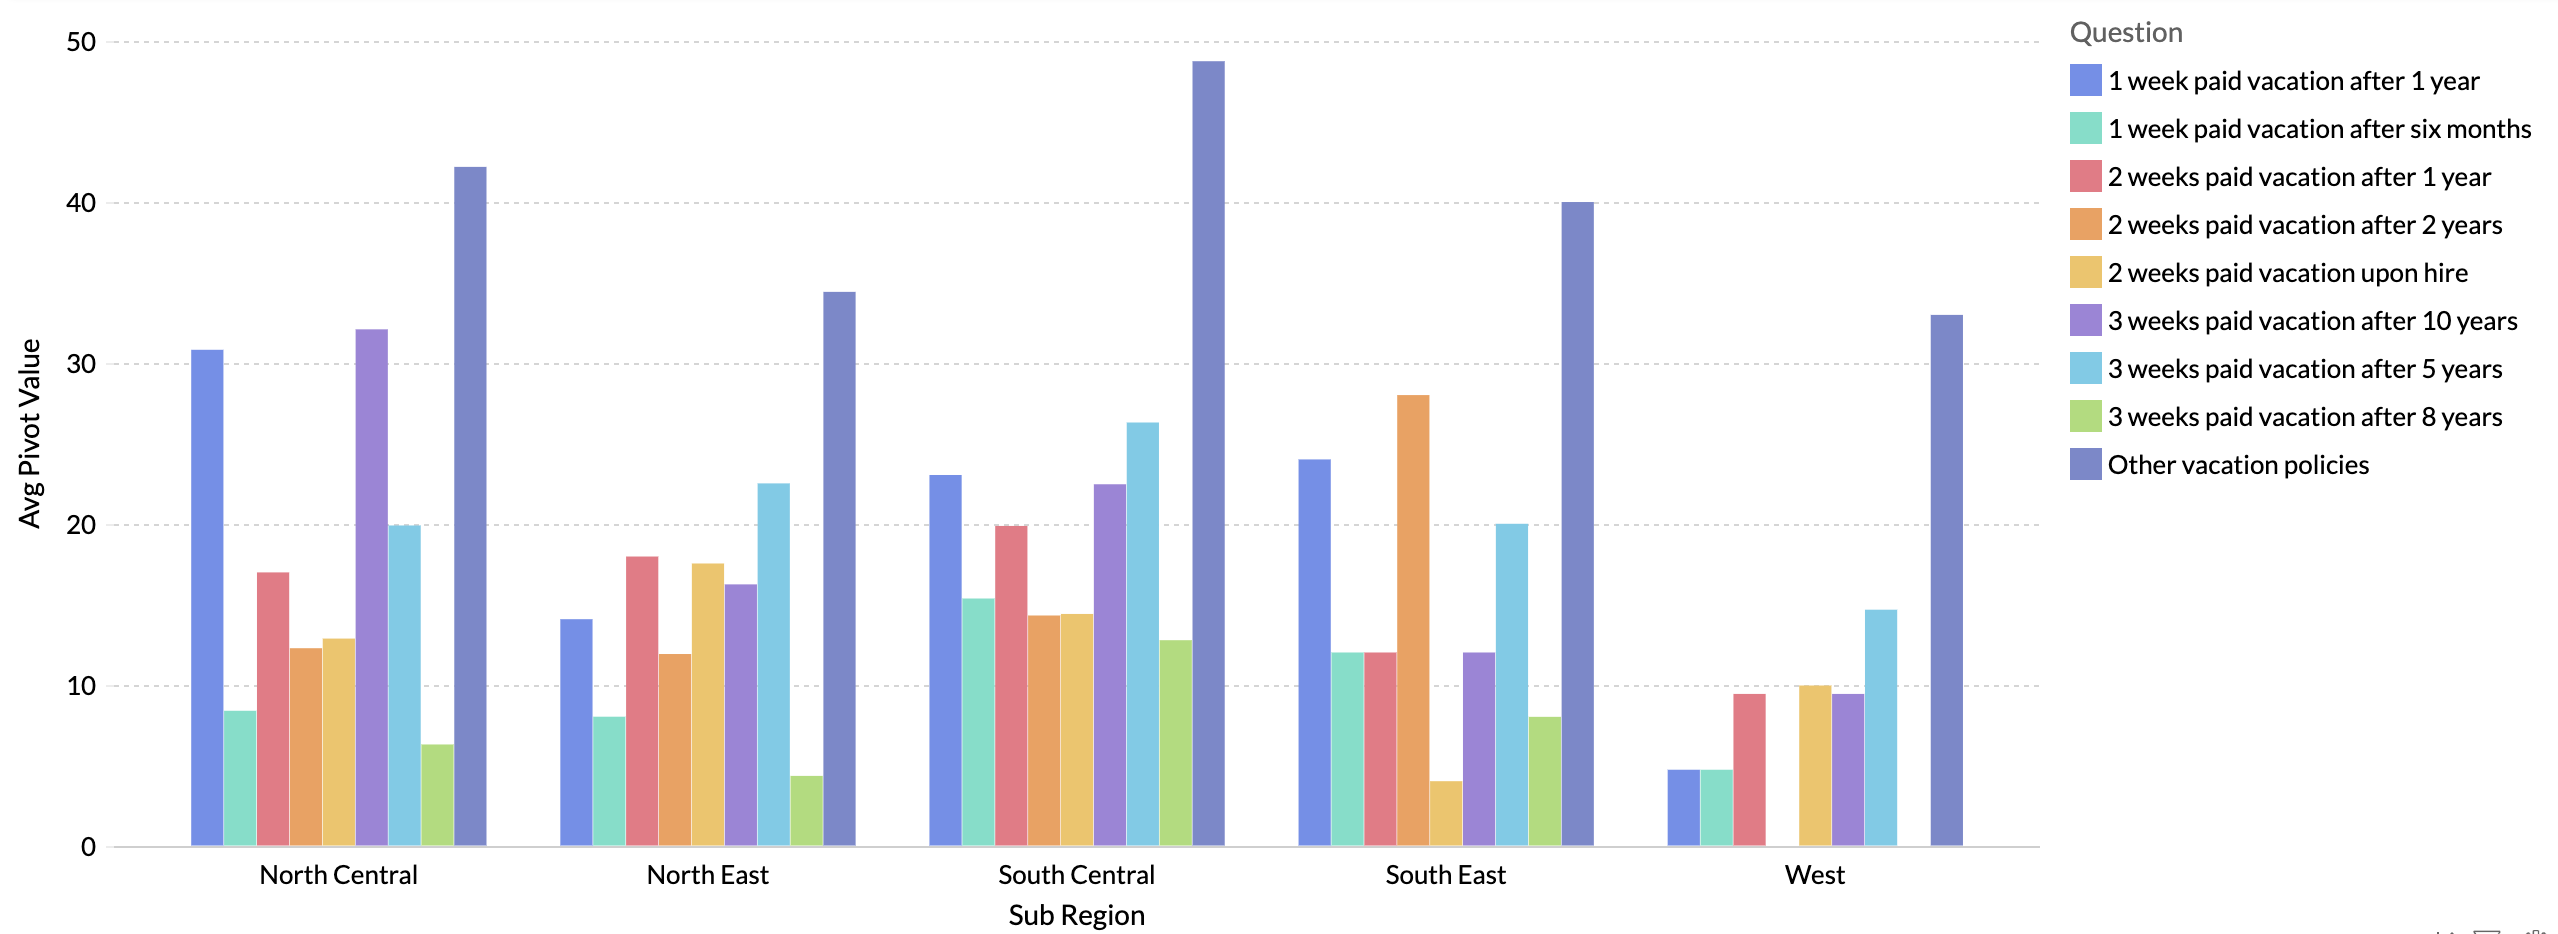 50
40
30
20
10
0
Avg Pivot Value
North Central
North East
South Central
South East
West
Sub Region
Question
1 week paid vacation after 1 year
1 week paid vacation after six months
2 weeks paid vacation after 1 year
2 weeks paid vacation after 2 years
2 weeks paid vacation upon hire
3 weeks paid vacation after 10 years
3 weeks paid vacation after 5 years
3 weeks paid vacation after 8 years
Other vacation policies